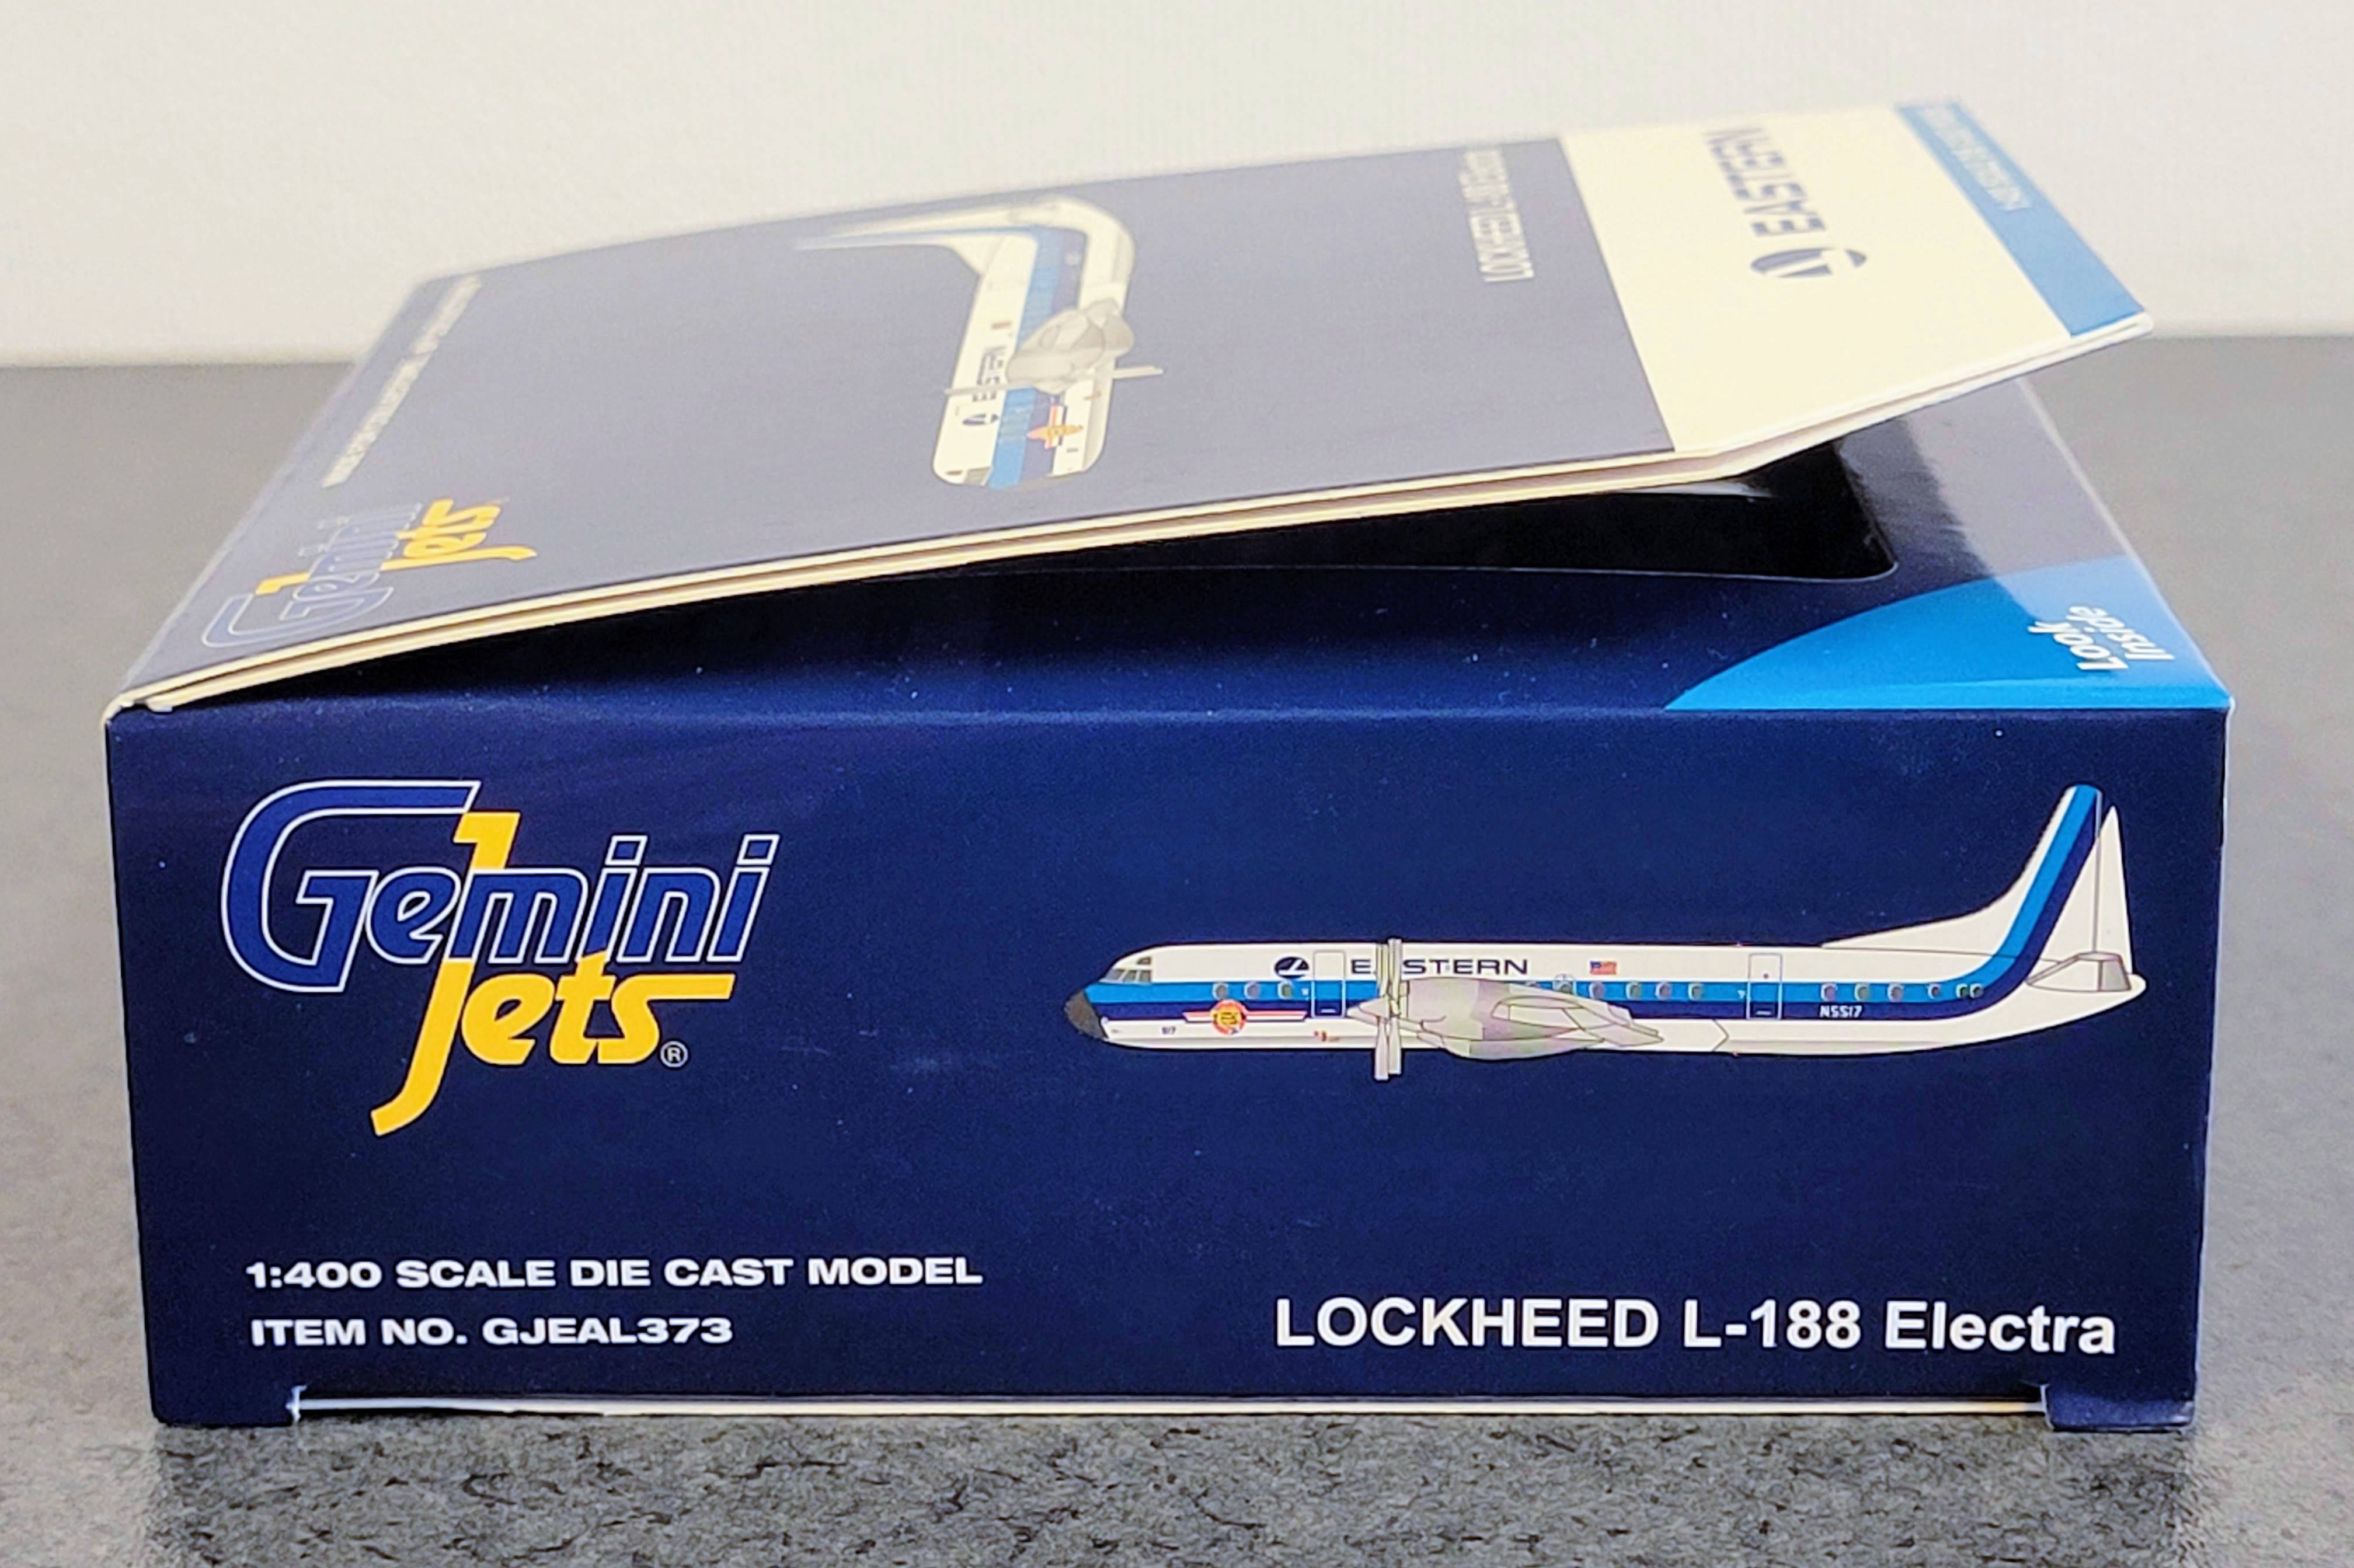 EASTERN
LOCKHEED L-188 Electra
Gemini
Jets
Look
Inside
Gemini
Jets®
EASTERN
N5517
517
1:400 SCALE DIE CAST MODEL
ITEM NO. GJEAL373
LOCKHEED L-188 Electra